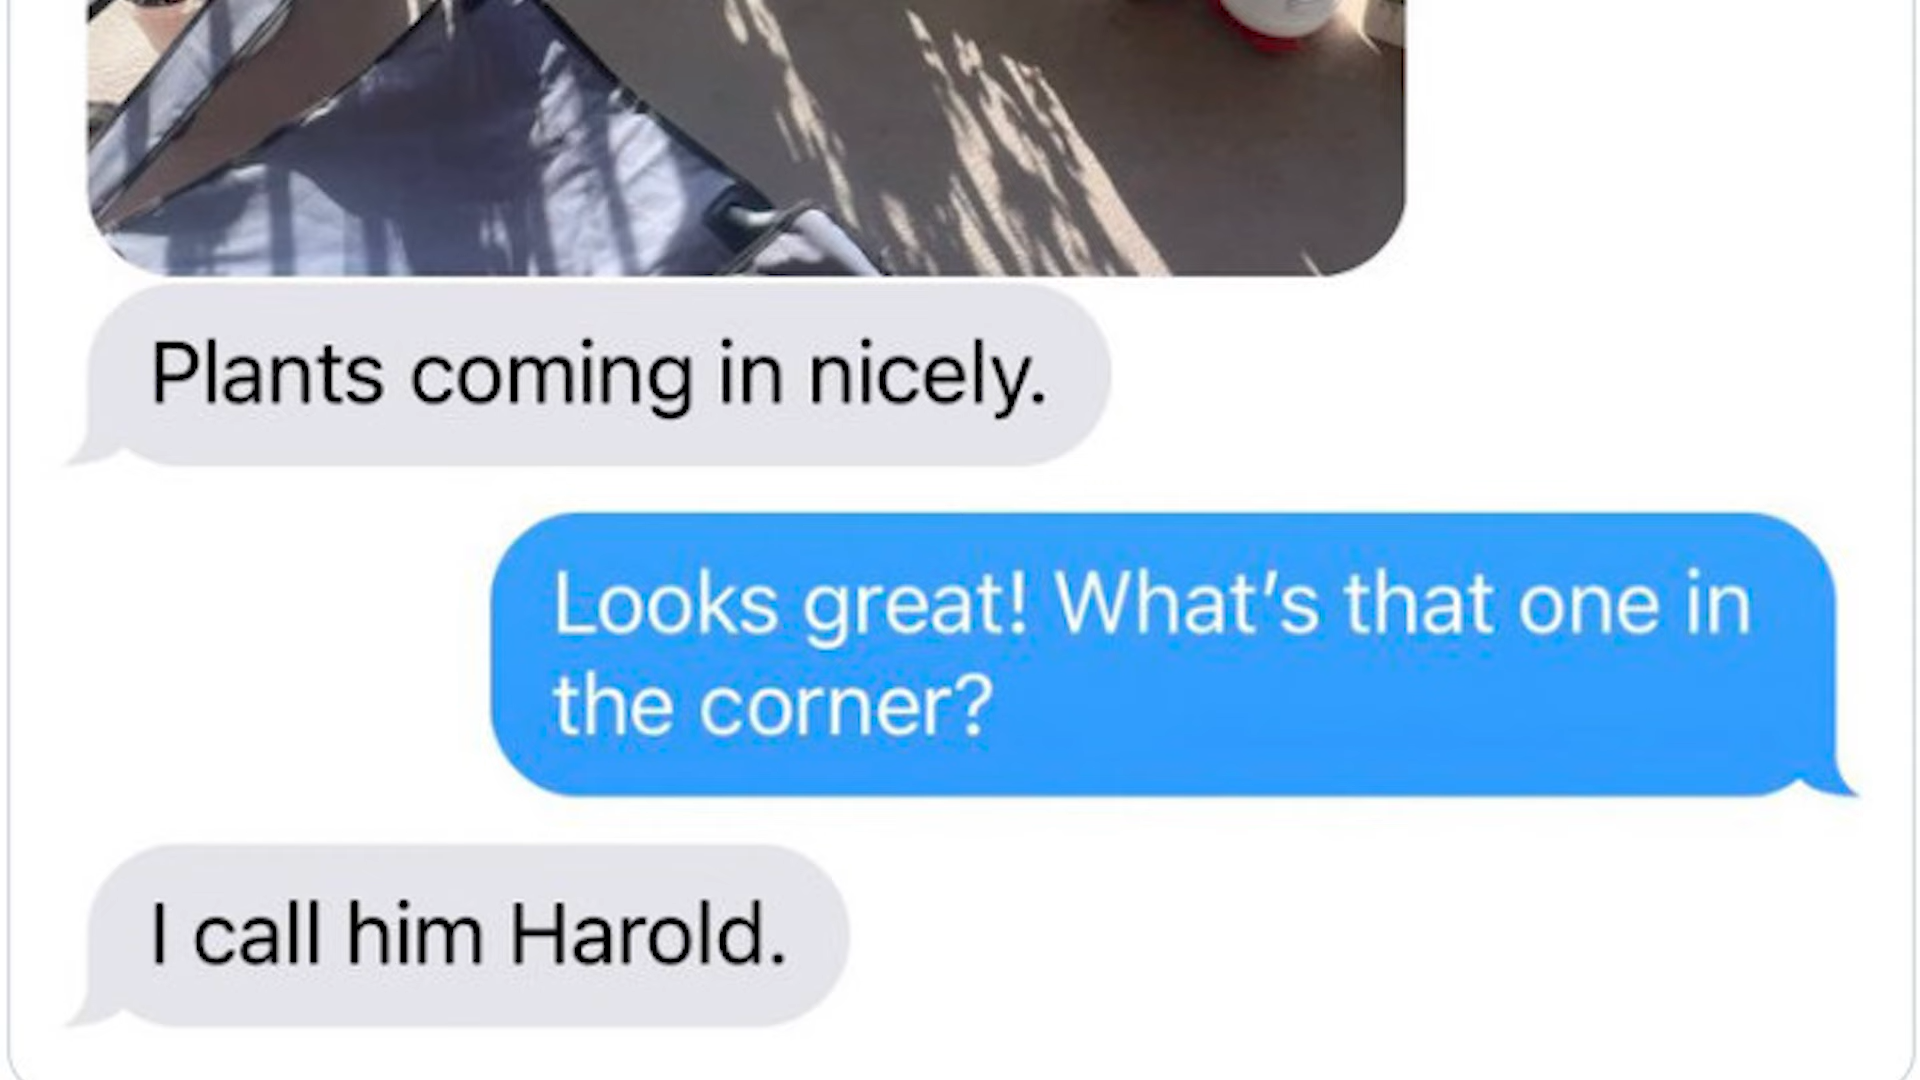 Plants coming in nicely.
Looks great! What’s that one in
the corner?
I call him Harold.